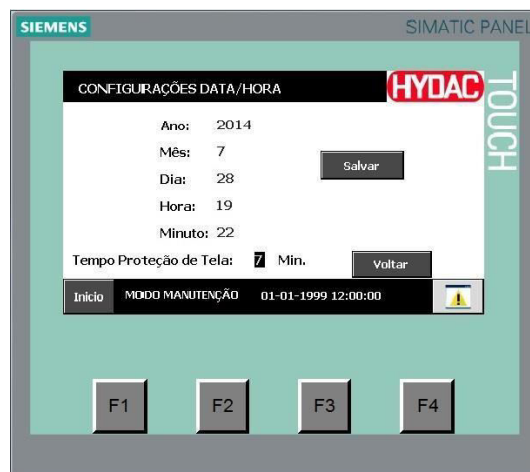 SIEMENS
SIMATIC PANEL
TOUCH
CONFIGURAÇÕES DATA/HORA
HYDAC
Ano: 2014
Mês: 7
Dia: 28
Hora: 19
Minuto: 22
Salvar
Tempo Proteção de Tela: 7 Min.
Voltar
Inicio MODO MANUTENÇÃO 01-01-1999 12:00:00
F1 F2 F3 F4